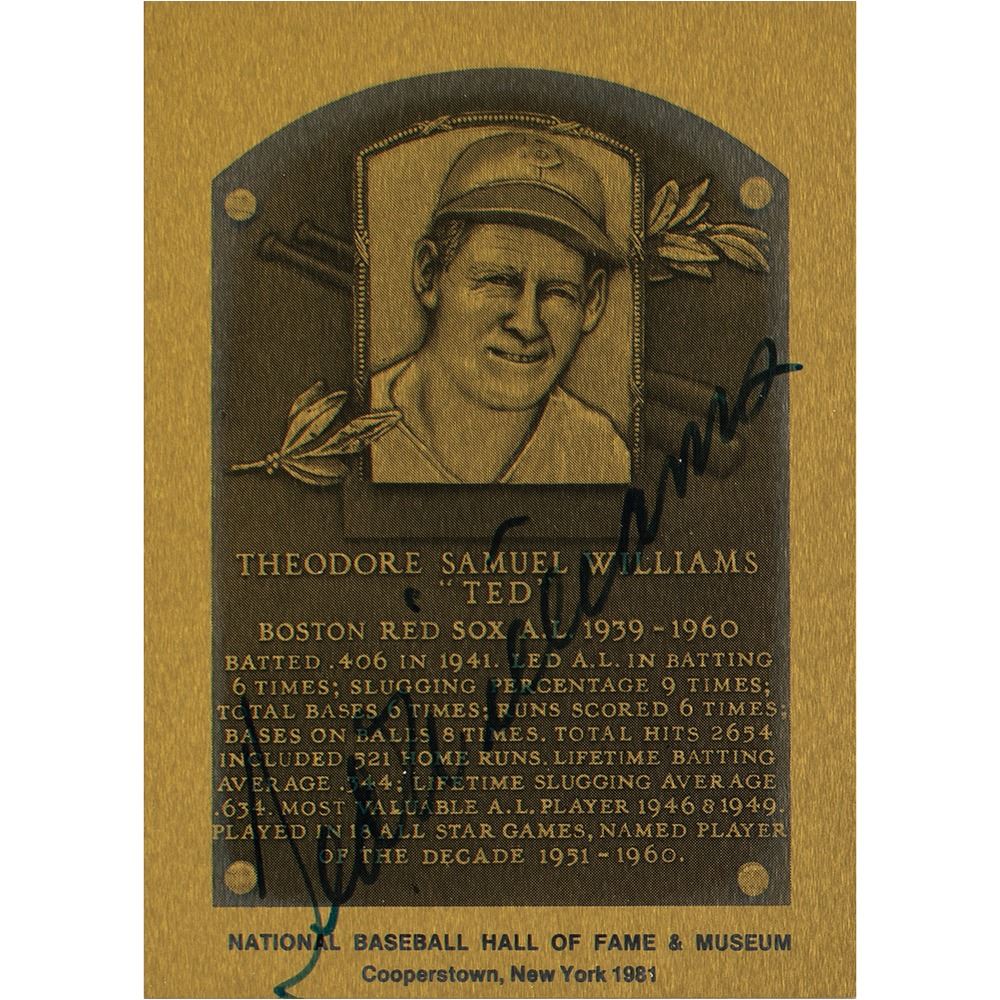 THEODORE SAMUEL WILLIAMS
"TED"
BOSTON RED SOX A.L. 1939-1960
BATTED .406 IN 1941. LED A.L. IN BATTING
6 TIMES; SLUGGING PERCENTAGE 9 TIMES;
TOTAL BASES 6 TIMES; RUNS SCORED 6 TIMES;
BASES ON BALLS 8 TIMES. TOTAL HITS 2654
INCLUDED 521 HOME RUNS. LIFETIME BATTING
AVERAGE .344; LIFETIME SLUGGING AVERAGE
.634. MOST VALUABLE A.L. PLAYER 1946 & 1949.
PLAYED IN 18 ALL STAR GAMES, NAMED PLAYER
OF THE DECADE 1951-1960.
Ted Williams
NATIONAL BASEBALL HALL OF FAME & MUSEUM
Cooperstown, New York 1981